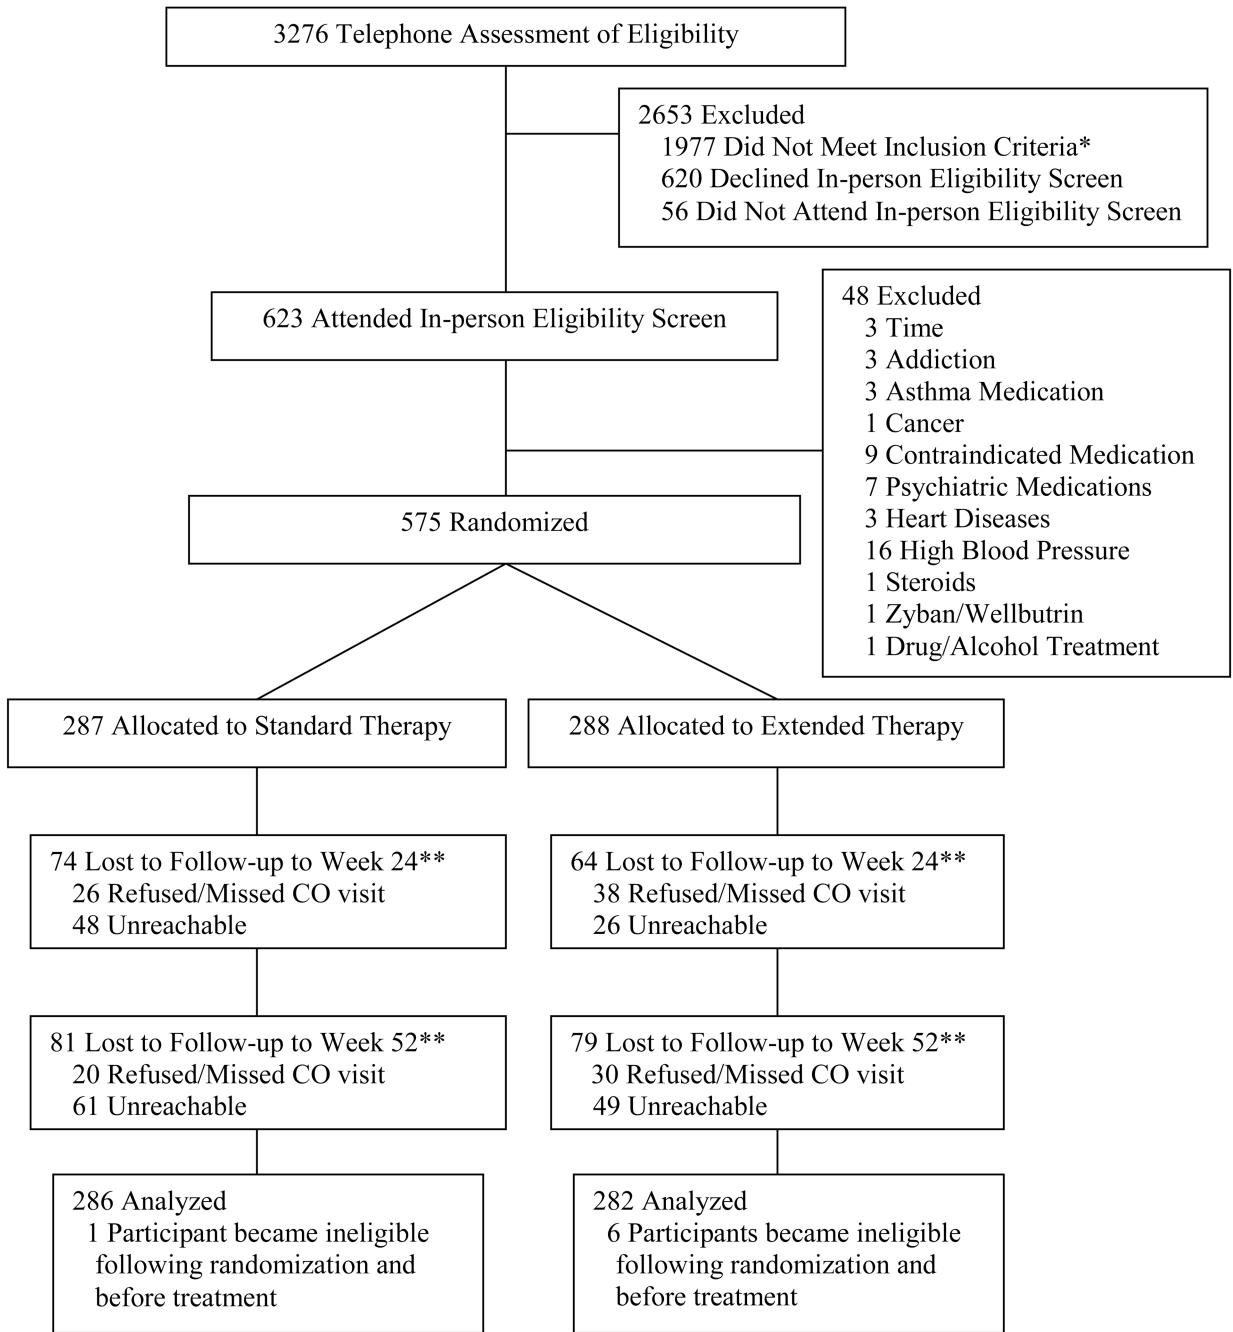 3276 Telephone Assessment of Eligibility
2653 Excluded
1977 Did Not Meet Inclusion Criteria*
620 Declined In-person Eligibility Screen
56 Did Not Attend In-person Eligibility Screen
623 Attended In-person Eligibility Screen
48 Excluded
3 Time
3 Addiction
3 Asthma Medication
1 Cancer
9 Contraindicated Medication
7 Psychiatric Medications
3 Heart Diseases
16 High Blood Pressure
1 Steroids
1 Zyban/Wellbutrin
1 Drug/Alcohol Treatment
575 Randomized
287 Allocated to Standard Therapy
288 Allocated to Extended Therapy
74 Lost to Follow-up to Week 24**
26 Refused/Missed CO visit
48 Unreachable
64 Lost to Follow-up to Week 24**
38 Refused/Missed CO visit
26 Unreachable
81 Lost to Follow-up to Week 52**
20 Refused/Missed CO visit
61 Unreachable
79 Lost to Follow-up to Week 52**
30 Refused/Missed CO visit
49 Unreachable
286 Analyzed
1 Participant became ineligible
following randomization and
before treatment
282 Analyzed
6 Participants became ineligible
following randomization and
before treatment